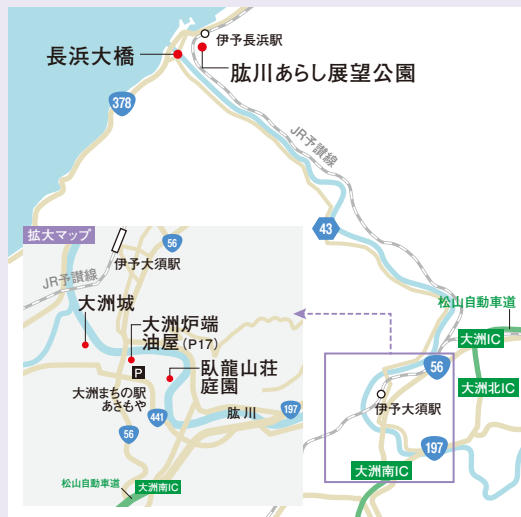 伊予長浜駅
長浜大橋
肱川あらし展望公園
378
JR予讃線
43
拡大マップ
56
伊予大須駅
JR予讃線
大洲城
大洲炉端
油屋(P17)
P
臥龍山荘
庭園
大洲まちの駅
あさもや
441
肱川
197
56
松山自動車道
大洲南IC
松山自動車道
大洲IC
56
大洲北IC
伊予大須駅
197
大洲南IC